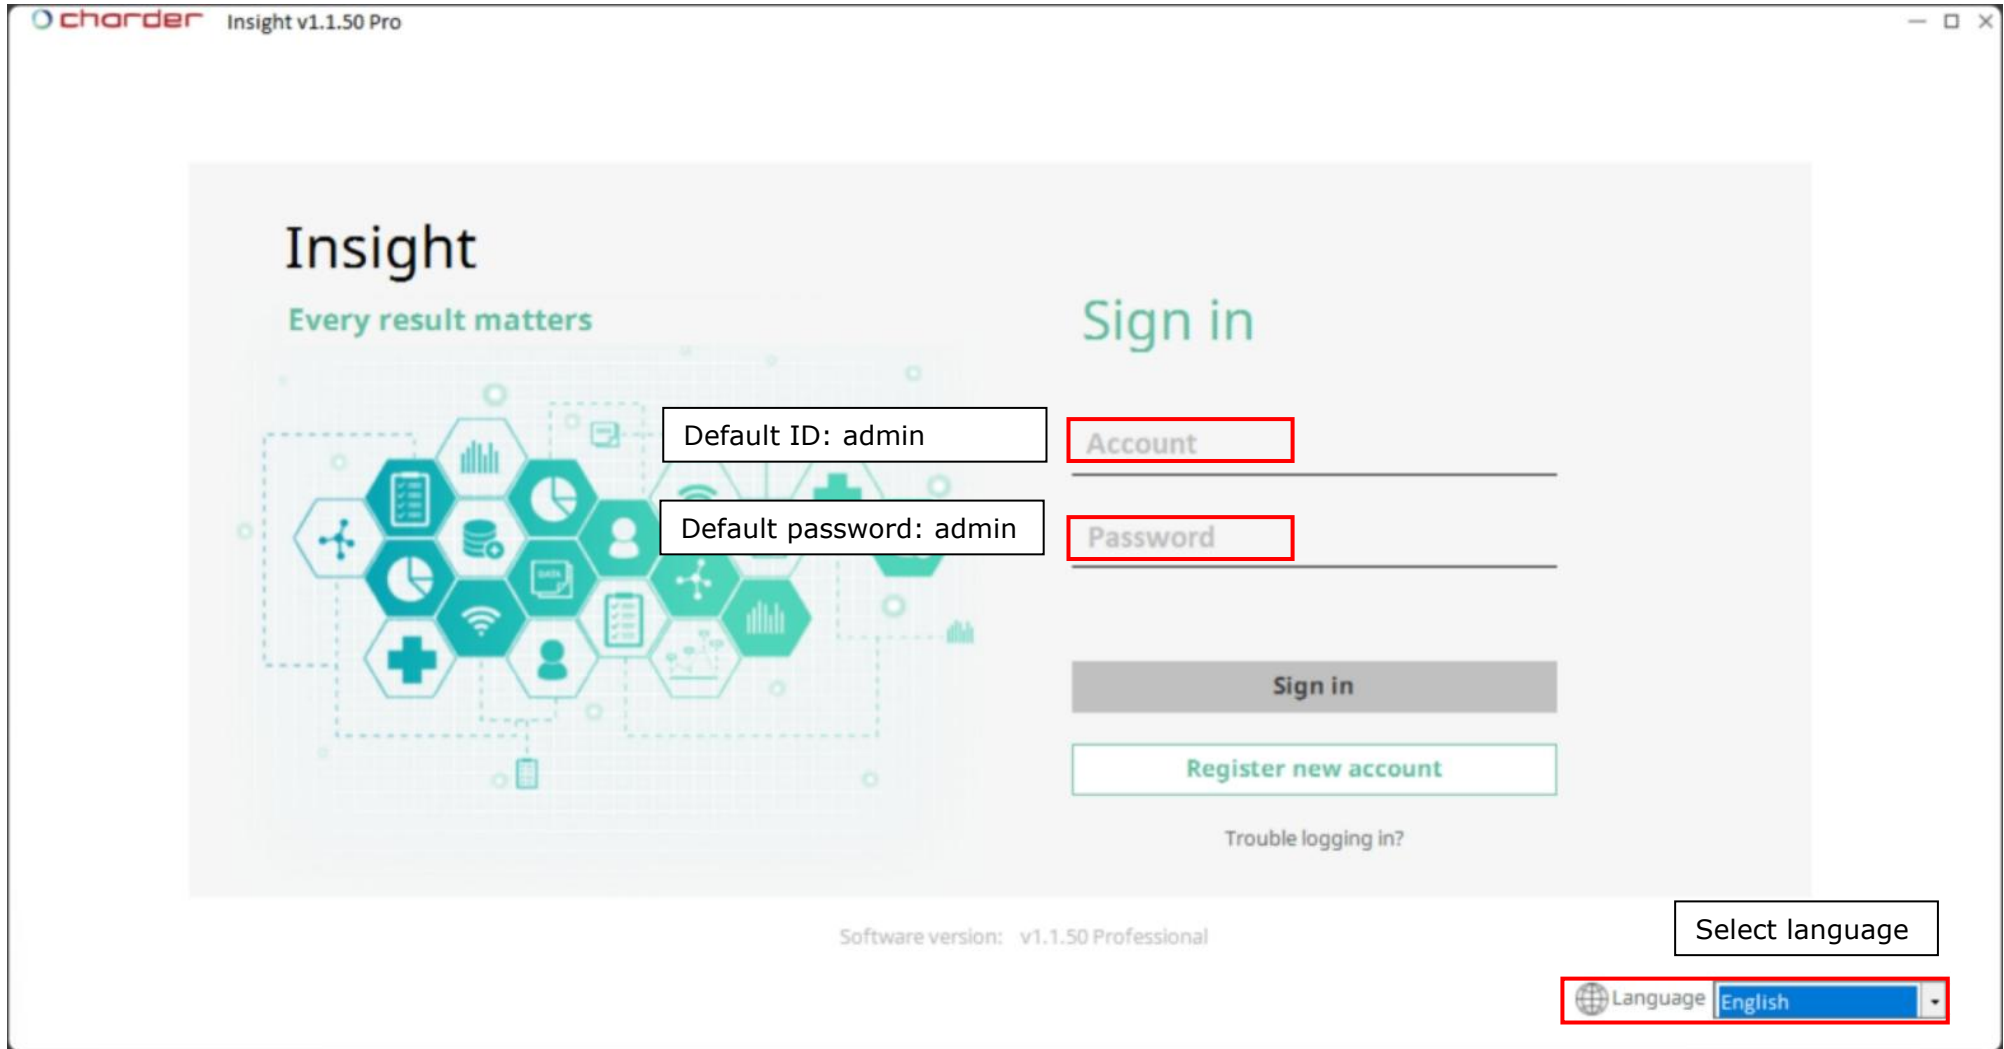 charder Insight v1.1.50 Pro
Insight
Every result matters
Sign in
Default ID: admin
Account
Default password: admin
Password
DATA
Sign in
Register new account
Trouble logging in?
Software version: v1.1.50 Professional
Select language
Language English